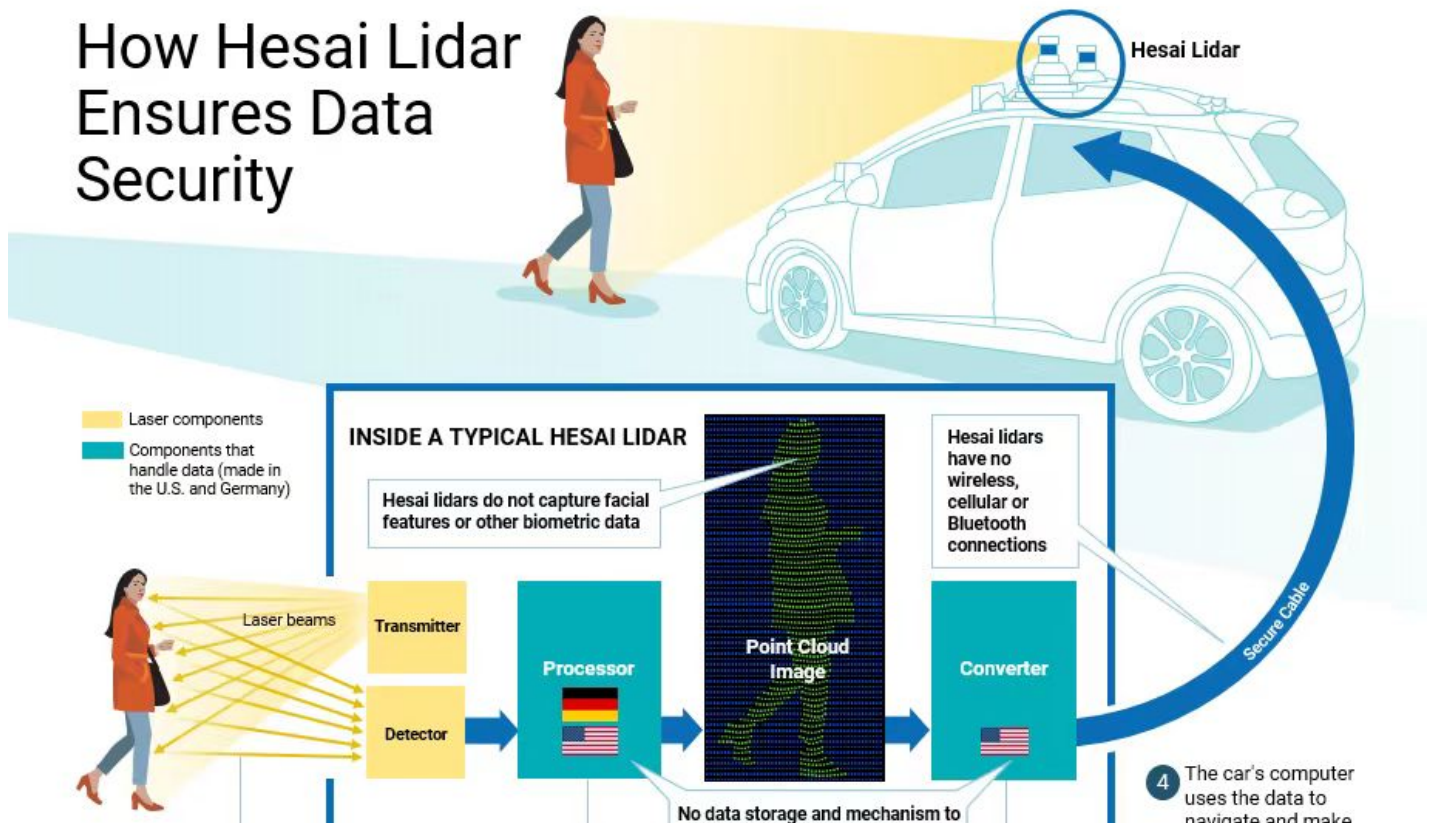 How Hesai Lidar
Ensures Data
Security
Hesai Lidar
Laser components
Components that
handle data (made in
the U.S. and Germany)
INSIDE A TYPICAL HESAI LIDAR
Hesai lidars do not capture facial
features or other biometric data
Hesai lidars
have no
wireless,
cellular or
Bluetooth
connections
Laser beams
Transmitter
Detector
Processor
Point Cloud
Image
Converter
Secure Cable
No data storage and mechanism to
4 The car's computer
uses the data to
navigate and make